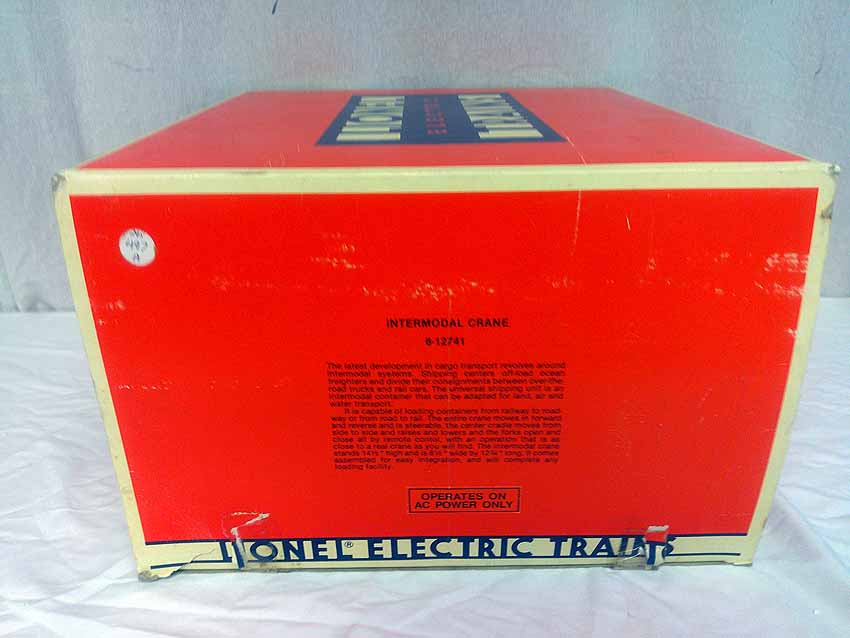 LIONEL
ELECTRIC
TRAINS
487
A
INTERMODAL CRANE
6-12741
The latest development in cargo transport revolves around
intermodal systems. Shipping centers off-load ocean
freighters and divide their consignments between over-the-
road trucks and rail cars. The universal shipping unit is an
intermodal container that can be adapted for land, air and
water transport.
It is capable of loading containers from railway to road-
way or from road to rail. The entire crane moves in forward
and reverse and is steerable, the center cradle moves from
side to side and raises and lowers and the forks open and
close all by remote contol, with an operation that is as
close to a real crane as you will find. The intermodal crane
stands 14½" high and is 8½" wide by 12¾" long. It comes
assembled for easy integration, and will complete any
loading facility.
OPERATES ON
AC POWER ONLY
LIONEL® ELECTRIC TRAINS